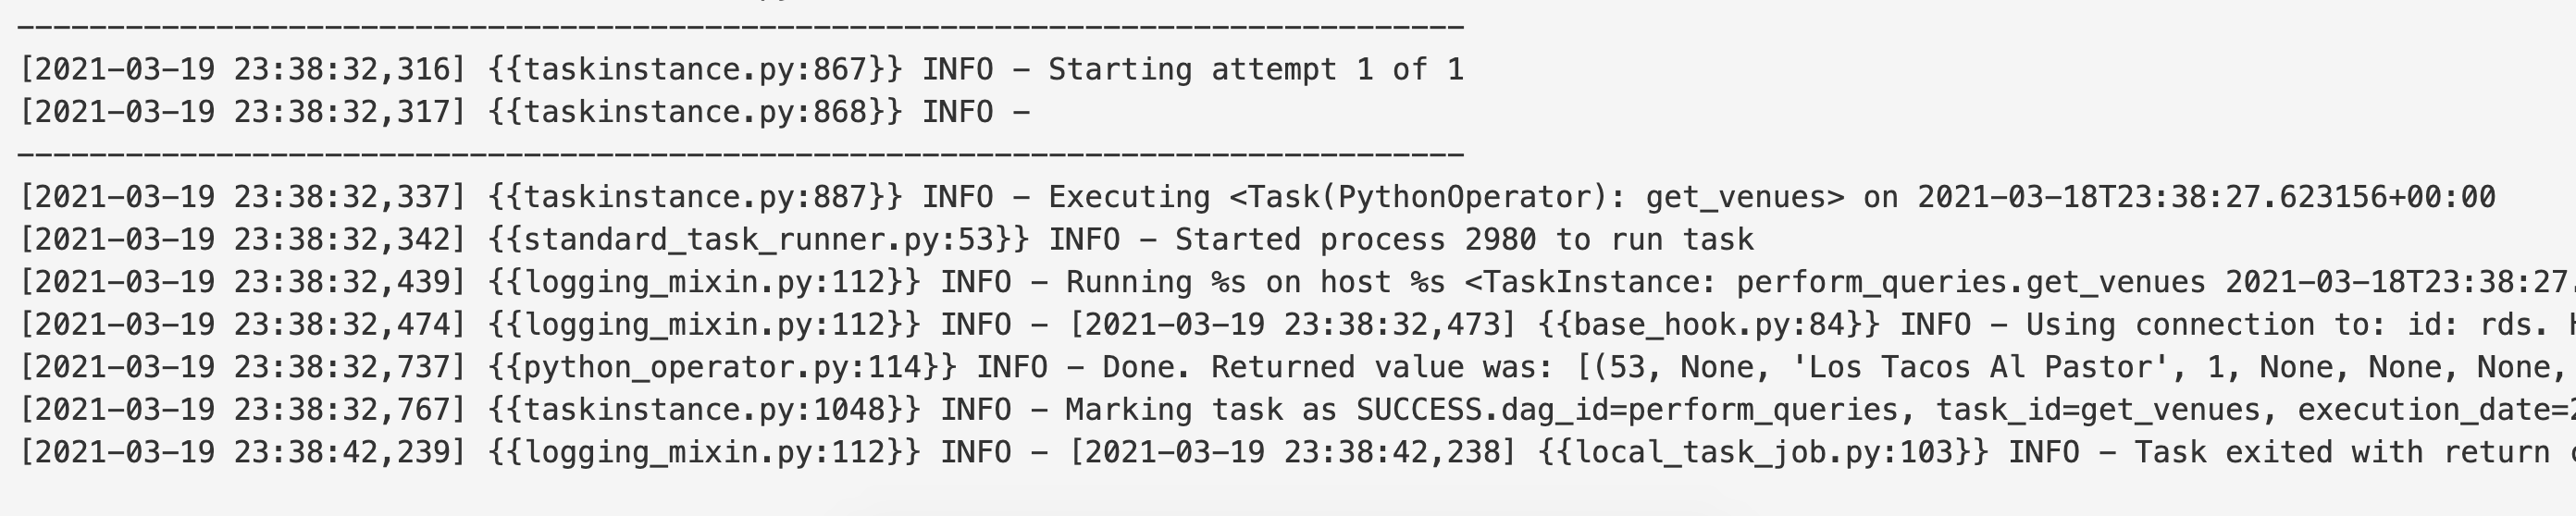 --------------------------------------------------------------------------------
[2021-03-19 23:38:32,316] {{taskinstance.py:867}} INFO - Starting attempt 1 of 1
[2021-03-19 23:38:32,317] {{taskinstance.py:868}} INFO -
--------------------------------------------------------------------------------
[2021-03-19 23:38:32,337] {{taskinstance.py:887}} INFO - Executing <Task(PythonOperator): get_venues> on 2021-03-18T23:38:27.623156+00:00
[2021-03-19 23:38:32,342] {{standard_task_runner.py:53}} INFO - Started process 2980 to run task
[2021-03-19 23:38:32,439] {{logging_mixin.py:112}} INFO - Running %s on host %s <TaskInstance: perform_queries.get_venues 2021-03-18T23:38:27.
[2021-03-19 23:38:32,474] {{logging_mixin.py:112}} INFO - [2021-03-19 23:38:32,473] {{base_hook.py:84}} INFO - Using connection to: id: rds.
[2021-03-19 23:38:32,737] {{python_operator.py:114}} INFO - Done. Returned value was: [(53, None, 'Los Tacos Al Pastor', 1, None, None, None,
[2021-03-19 23:38:32,767] {{taskinstance.py:1048}} INFO - Marking task as SUCCESS.dag_id=perform_queries, task_id=get_venues, execution_date=2
[2021-03-19 23:38:42,239] {{logging_mixin.py:112}} INFO - [2021-03-19 23:38:42,238] {{local_task_job.py:103}} INFO - Task exited with return